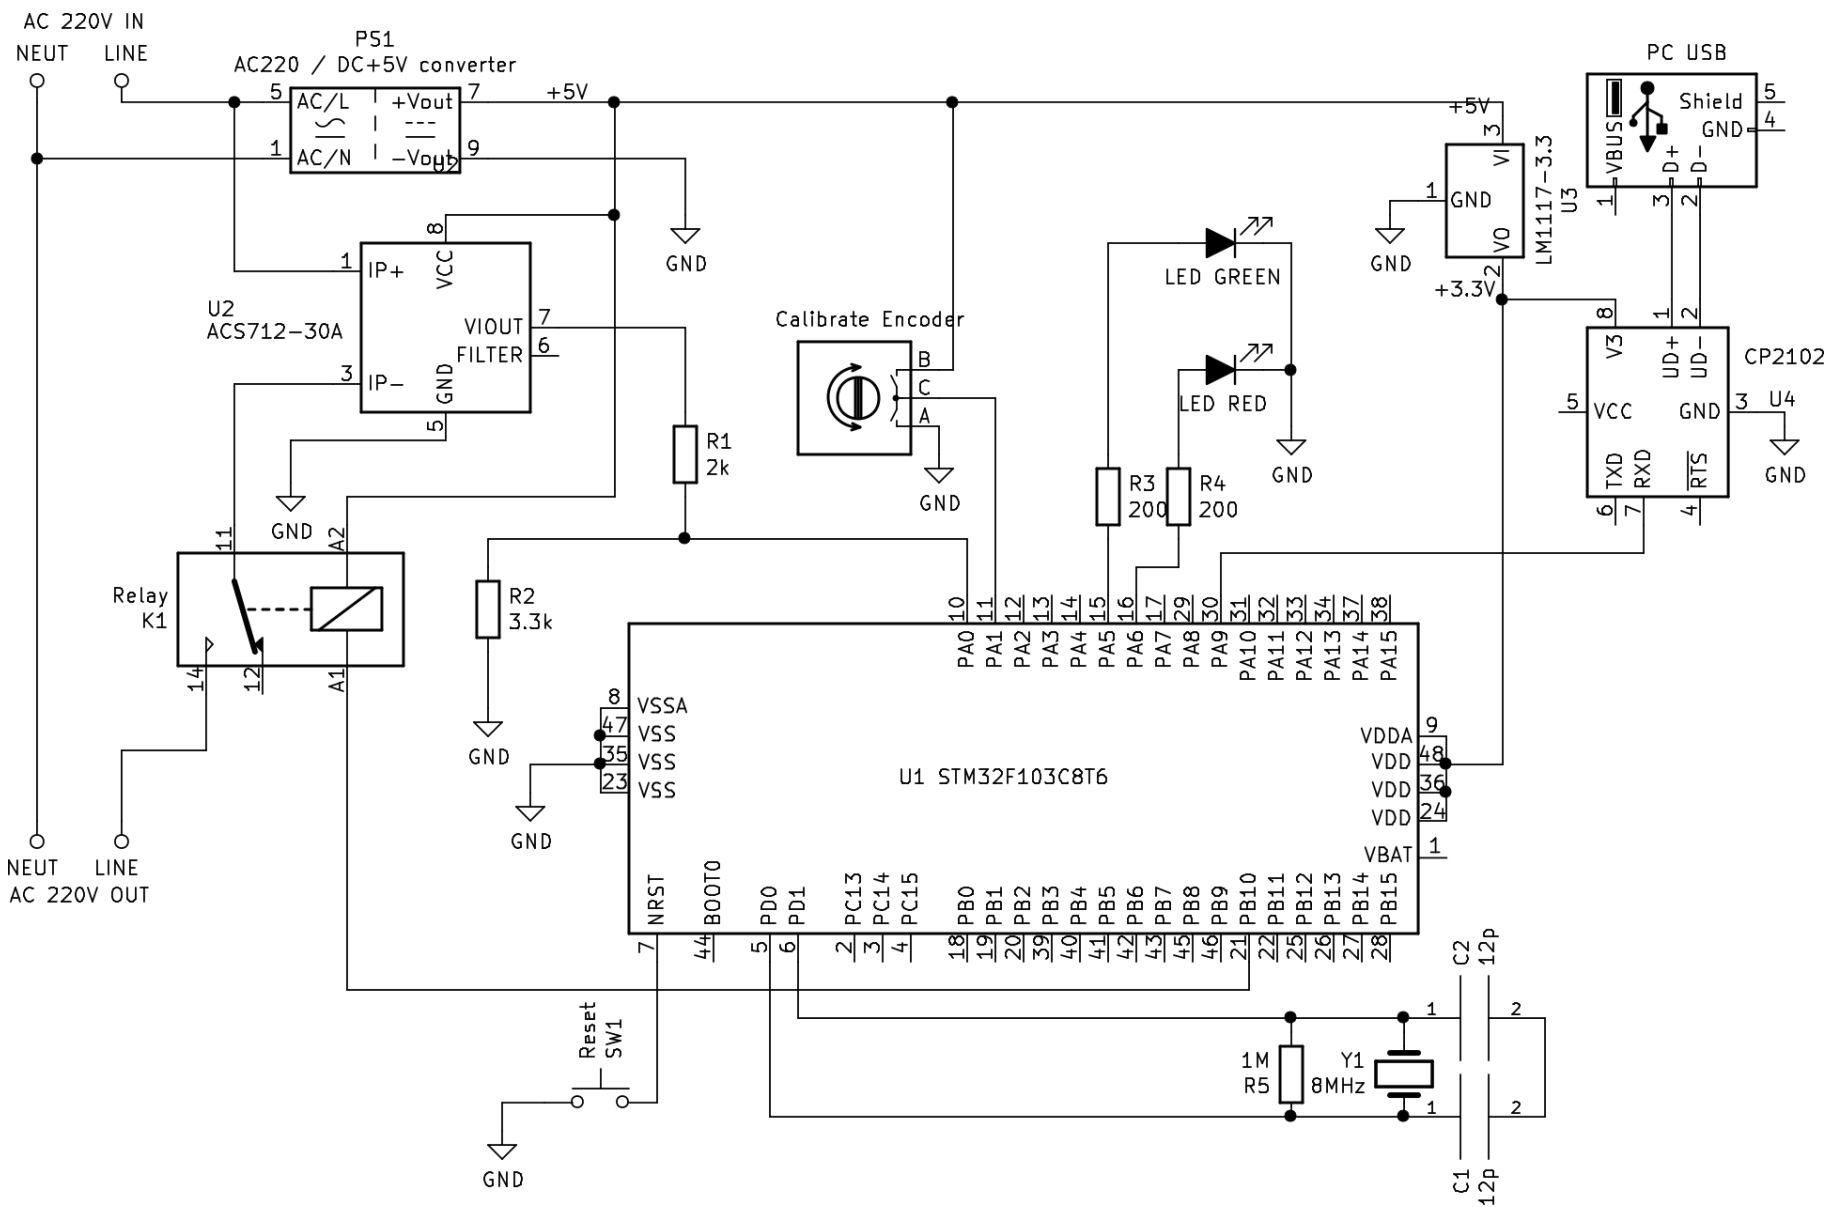 AC 220V IN
NEUT LINE
PS1
AC220 / DC+5V converter
5 AC/L +Vout 7
1 AC/N -Vout 9
U2
+5V
GND
+5V
3
VI
1 GND
VO
2
LM1117-3.3
U3
GND
+3.3V
PC USB
Shield 5
GND 4
VBUS D+ D-
1 3 2
8 1 2
V3 UD+ UD-
CP2102
U4
5 VCC GND 3
TXD RXD RTS
6 7 4
GND
8
VCC
1 IP+
U2
ACS712-30A
VIOUT 7
FILTER 6
3 IP-
GND
5
GND
R1
2k
Calibrate Encoder
B
C
A
GND
LED GREEN
LED RED
GND
R3
200
R4
200
11 A2
Relay
K1
14 12 A1
R2
3.3k
GND
10 11 12 13 14 15 16 17 29 30 31 32 33 34 37 38
PA0 PA1 PA2 PA3 PA4 PA5 PA6 PA7 PA8 PA9 PA10 PA11 PA12 PA13 PA14 PA15
8 VSSA
47 VSS
35 VSS
23 VSS
GND
U1 STM32F103C8T6
VDDA 9
VDD 48
VDD 36
VDD 24
VBAT 1
NRST BOOT0 PD0 PD1 PC13 PC14 PC15 PB0 PB1 PB2 PB3 PB4 PB5 PB6 PB7 PB8 PB9 PB10 PB11 PB12 PB13 PB14 PB15
7 44 5 6 2 3 4 18 19 20 39 40 41 42 43 45 46 21 22 25 26 27 28
NEUT LINE
AC 220V OUT
Reset
SW1
GND
1M
R5
Y1
8MHz
C2
12p
1 2
1 2
C1
12p